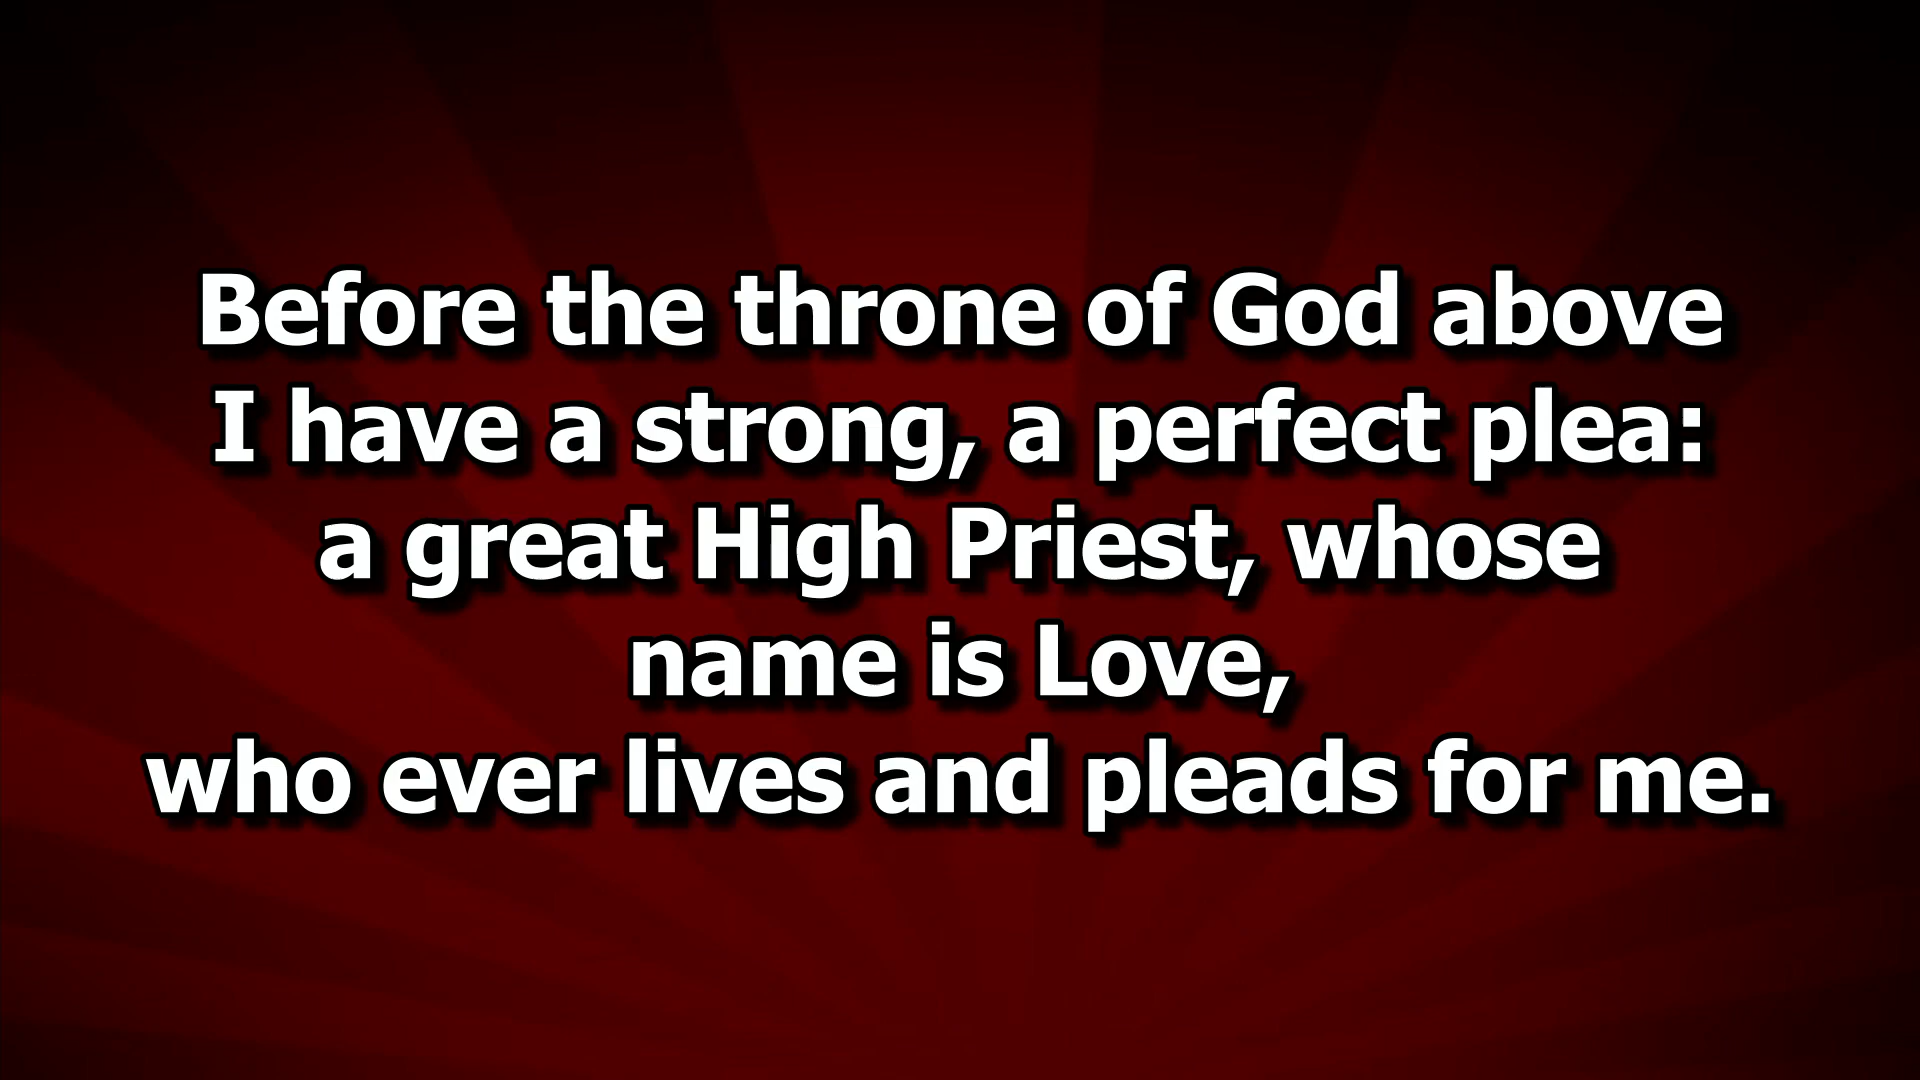 Before the throne of God above
I have a strong, a perfect plea:
a great High Priest, whose
name is Love,
who ever lives and pleads for me.